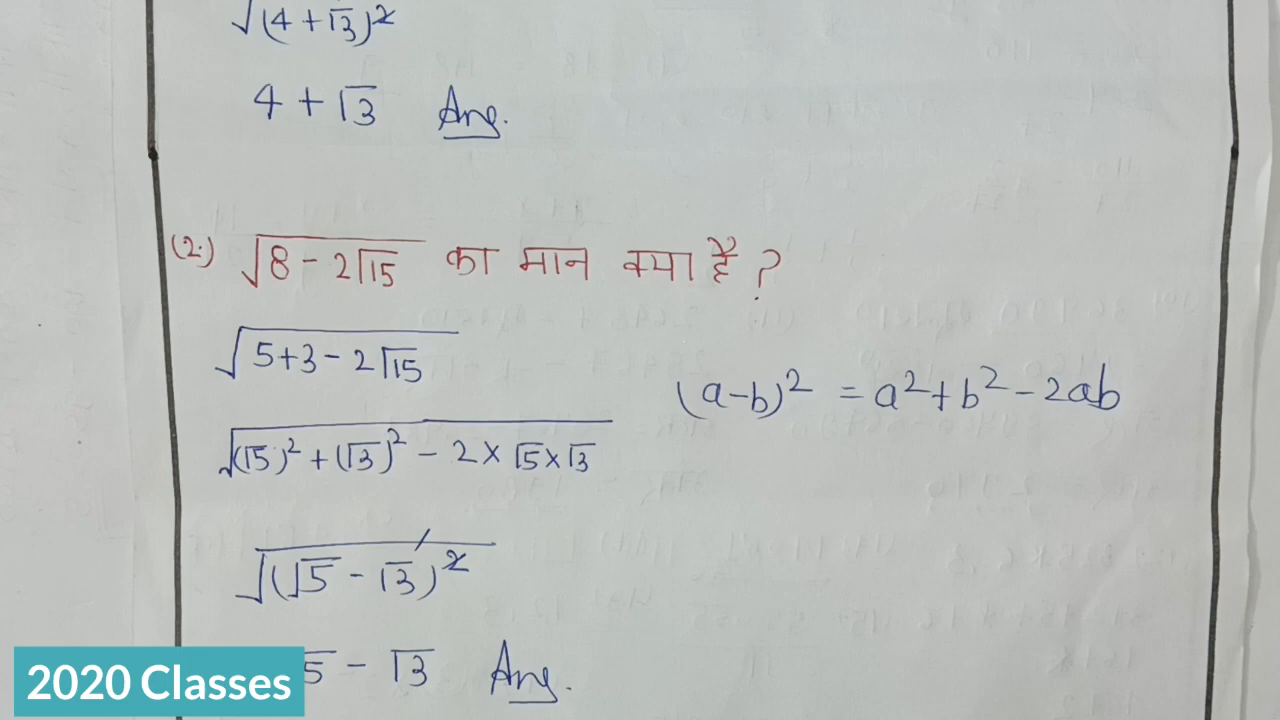 √(4+√3)²
4+√3 Ans.
(2.) √8-2√15 का मान क्या है ?
√5+3-2√15
(a-b)² = a²+b²-2ab
√(√5)²+(√3)²-2×√5×√3
√(√5-√3)²
5-√3 Ans.
2020 Classes